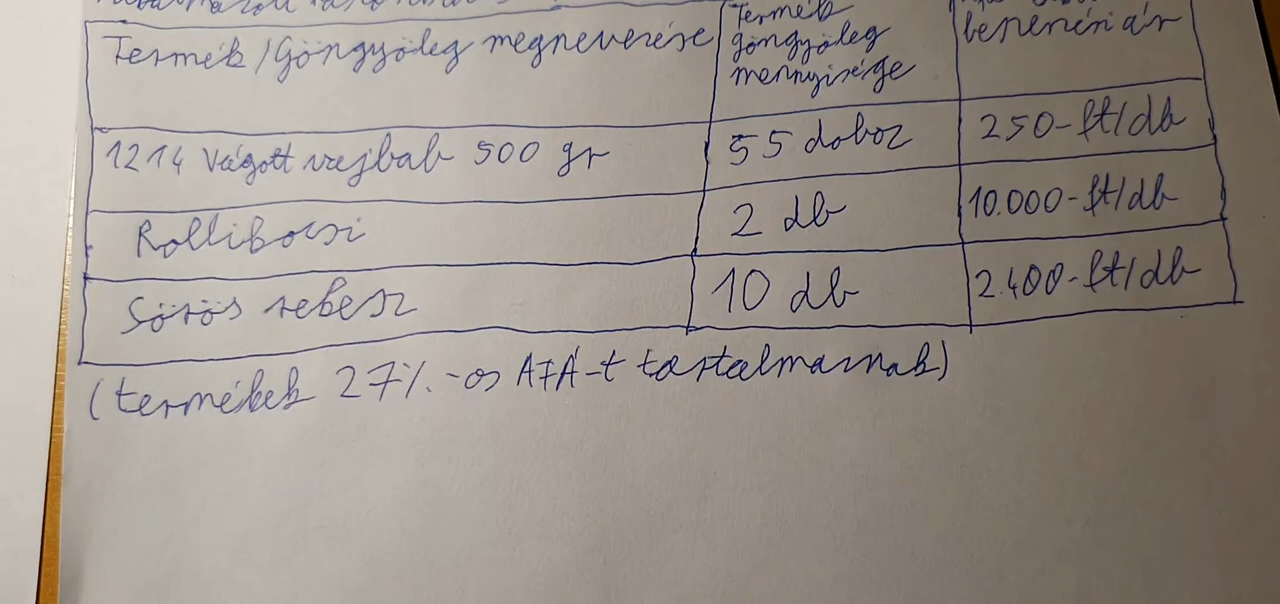 Termék/Göngyöleg megnevezése
Termék
göngyöleg
mennyisége
beszerzési ár
1214 Vágott vajbab 500 gr
55 doboz
250-ft/db
Rollikocsi
2 db
10.000-ft/db
Sörös rekesz
10 db
2.400-ft/db
(termékek 27%-os ÁFÁ-t tartalmaznak)